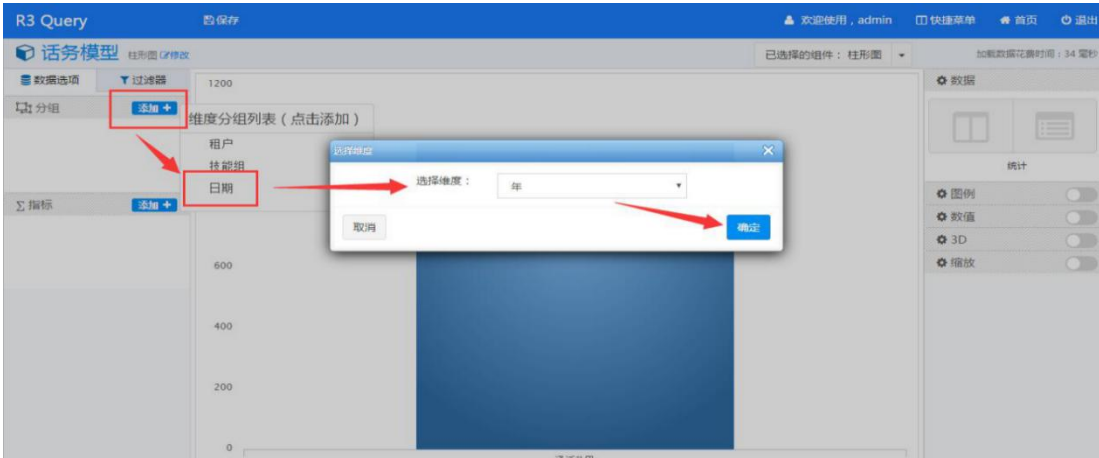 R3 Query 保存 欢迎使用，admin 快捷菜单 首页 退出
话务模型 柱形图 修改 已选择的组件： 柱形图 加载数据花费时间：34 毫秒
数据选项 过滤器 1200 数据
分组 添加 +
维度分组列表（点击添加）
租户
选择维度
技能组
选择维度： 年
日期
统计
Σ 指标 添加 +
取消 确定
图例
数值
3D
缩放
600
400
200
0